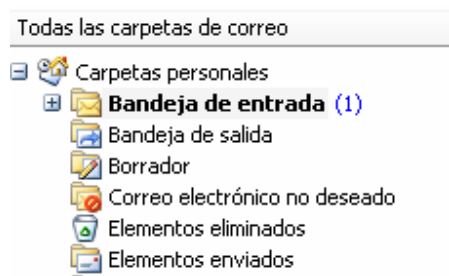 Todas las carpetas de correo
Carpetas personales
Bandeja de entrada (1)
Bandeja de salida
Borrador
Correo electrónico no deseado
Elementos eliminados
Elementos enviados